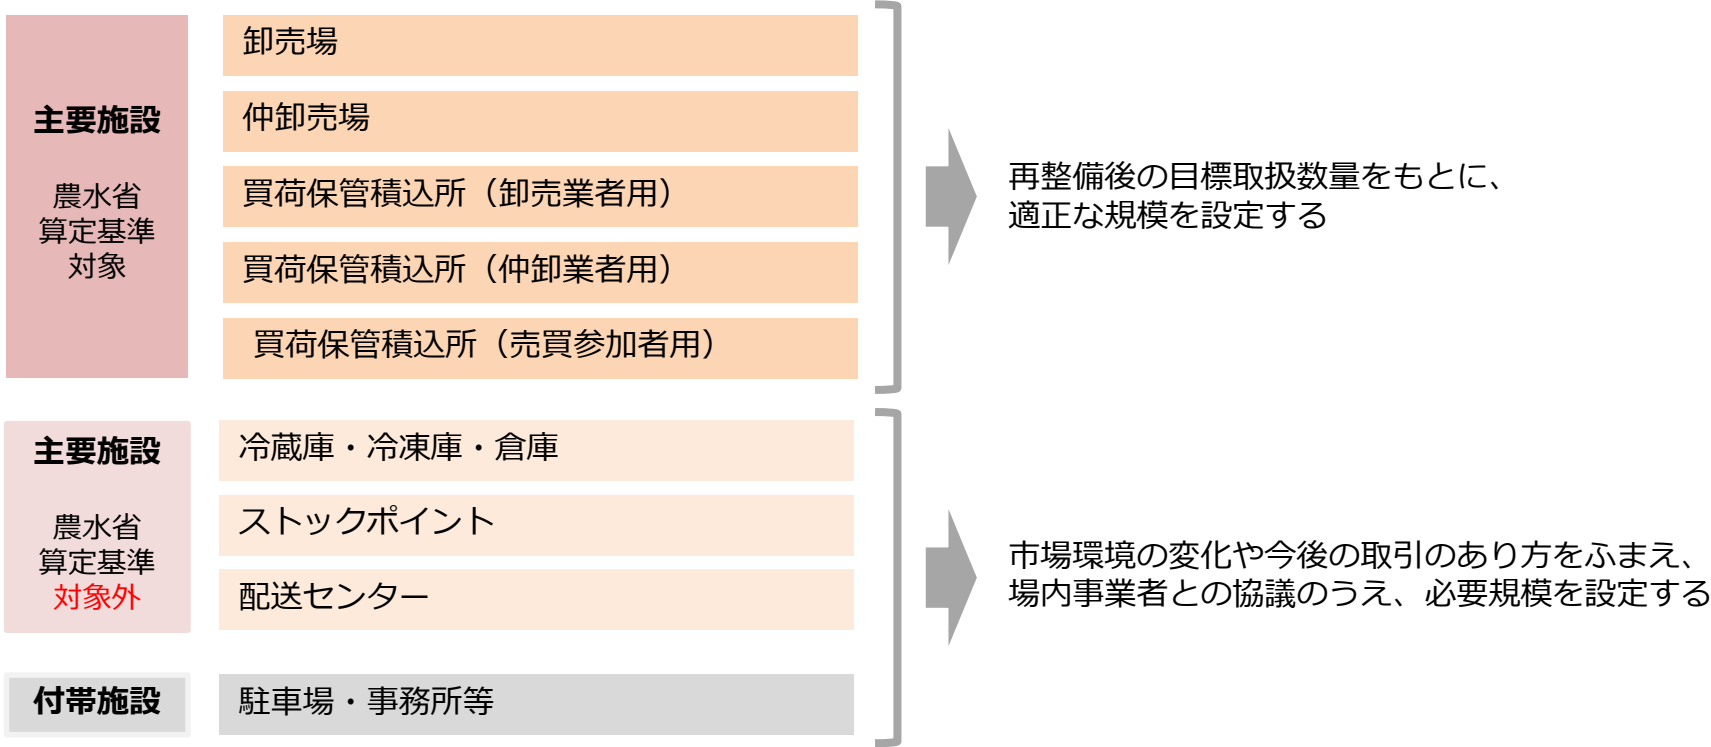 主要施設
農水省
算定基準
対象
卸売場
仲卸売場
買荷保管積込所（卸売業者用）
買荷保管積込所（仲卸業者用）
買荷保管積込所（売買参加者用）
再整備後の目標取扱数量をもとに、
適正な規模を設定する
主要施設
農水省
算定基準
対象外
冷蔵庫・冷凍庫・倉庫
ストックポイント
配送センター
付帯施設
駐車場・事務所等
市場環境の変化や今後の取引のあり方をふまえ、
場内事業者との協議のうえ、必要規模を設定する